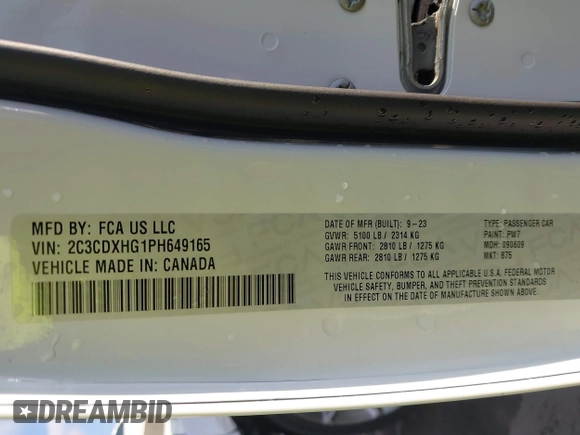 MFD BY: FCA US LLC
VIN: 2C3CDXHG1PH649165
VEHICLE MADE IN: CANADA
DATE OF MFR (BUILT): 9-23
GVWR: 5100 LB / 2314 KG
GAWR FRONT: 2810 LB / 1275 KG
GAWR REAR: 2810 LB / 1275 KG
TYPE: PASSENGER CAR
PAINT: PW7
MDH: 090609
MKT: B75
THIS VEHICLE CONFORMS TO ALL APPLICABLE U.S.A. FEDERAL MOTOR
VEHICLE SAFETY, BUMPER, AND THEFT PREVENTION STANDARDS
IN EFFECT ON THE DATE OF MANUFACTURE SHOWN ABOVE.
DREAMBID